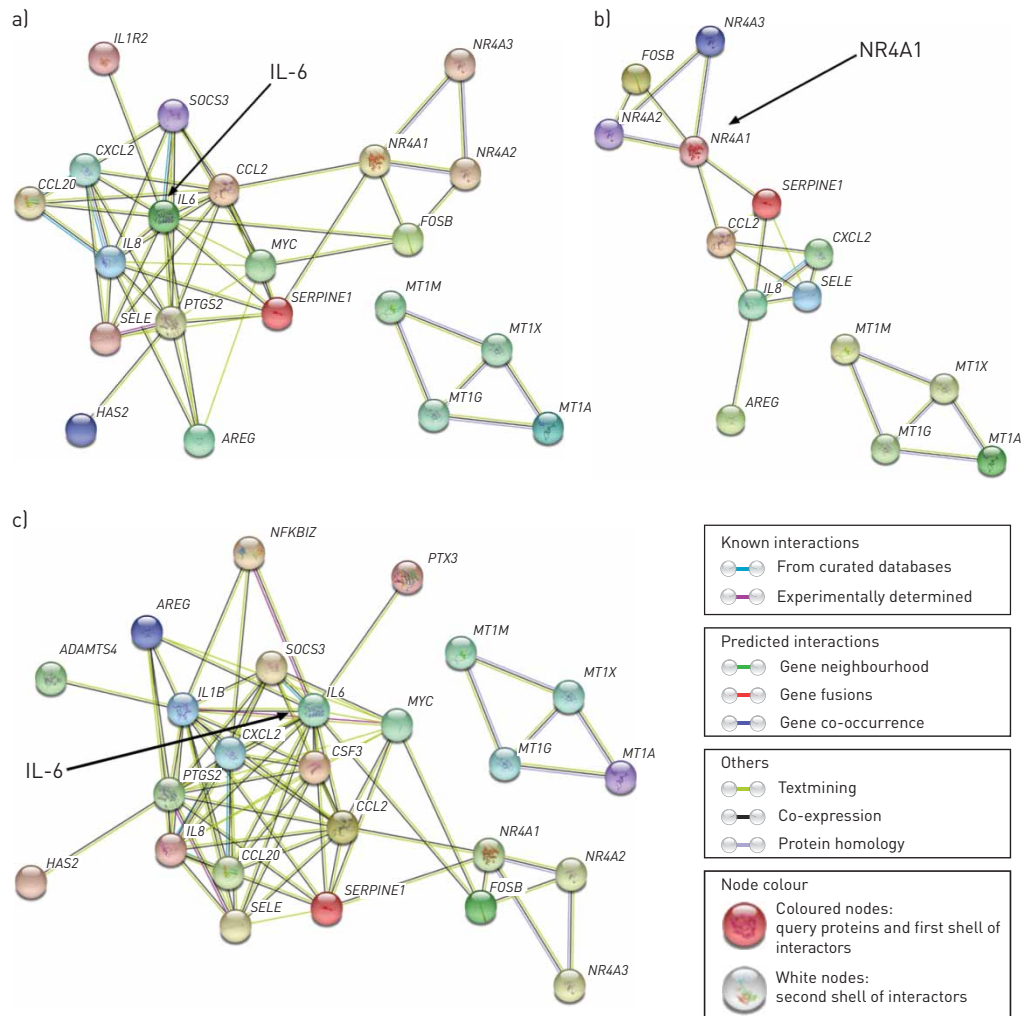 a)
IL1R2
NR4A3
IL-6
SOCS3
CXCL2
NR4A1
CCL2
NR4A2
CCL20
IL6
FOSB
IL8
MYC
PTGS2
SERPINE1
SELE
MT1M
MT1X
MT1G
MT1A
HAS2
AREG
b)
NR4A3
NR4A1
FOSB
NR4A2
NR4A1
SERPINE1
CCL2
CXCL2
IL8
SELE
MT1M
MT1X
AREG
MT1G
MT1A
c)
NFKBIZ
PTX3
AREG
ADAMTS4
SOCS3
IL1B
IL6
MYC
CXCL2
CSF3
IL-6
PTGS2
CCL2
IL8
CCL20
HAS2
SERPINE1
SELE
MT1M
MT1X
MT1G
MT1A
NR4A1
NR4A2
FOSB
NR4A3
Known interactions
From curated databases
Experimentally determined
Predicted interactions
Gene neighbourhood
Gene fusions
Gene co-occurrence
Others
Textmining
Co-expression
Protein homology
Node colour
Coloured nodes:
query proteins and first shell of
interactors
White nodes:
second shell of interactors